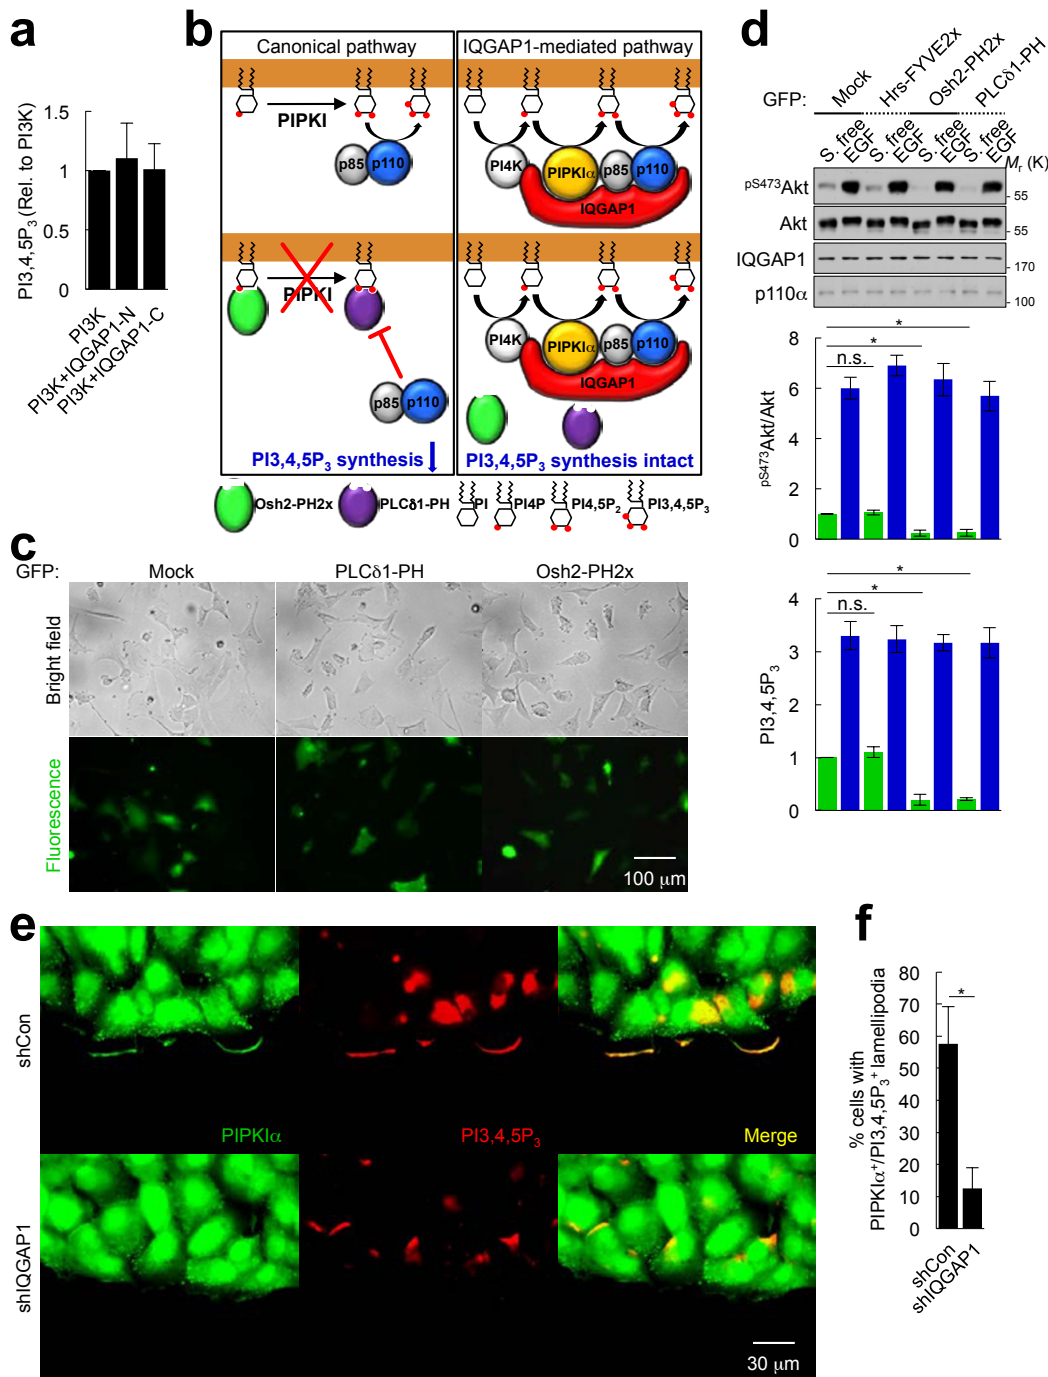 a
PI3,4,5P3 (Rel. to PI3K)
1.5
1
0.5
0
PI3K
PI3K+IQGAP1-N
PI3K+IQGAP1-C
b
Canonical pathway
IQGAP1-mediated pathway
PIPKI
p85
p110
PI4K
PIPKIα
p85
p110
IQGAP1
PIPKI
p85
p110
PI4K
PIPKIα
p85
p110
IQGAP1
PI3,4,5P3 synthesis
PI3,4,5P3 synthesis intact
Osh2-PH2x
PLCδ1-PH
PI
PI4P
PI4,5P2
PI3,4,5P3
c
GFP:
Mock
PLCδ1-PH
Osh2-PH2x
Bright field
Fluorescence
100 µm
d
GFP:
Mock
Hrs-FYVE2x
Osh2-PH2x
PLCδ1-PH
S. free
EGF
S. free
EGF
S. free
EGF
S. free
EGF
Mr (K)
pS473Akt
- 55
Akt
- 55
IQGAP1
- 170
p110α
- 100
pS473Akt/Akt
8
6
4
2
0
n.s.
*
*
PI3,4,5P3
4
3
2
1
0
n.s.
*
*
e
shCon
PIPKIα
PI3,4,5P3
Merge
shIQGAP1
30 µm
f
% cells with
PIPKIα+/PI3,4,5P3+ lamellipodia
80
70
60
50
40
30
20
10
0
*
shCon
shIQGAP1